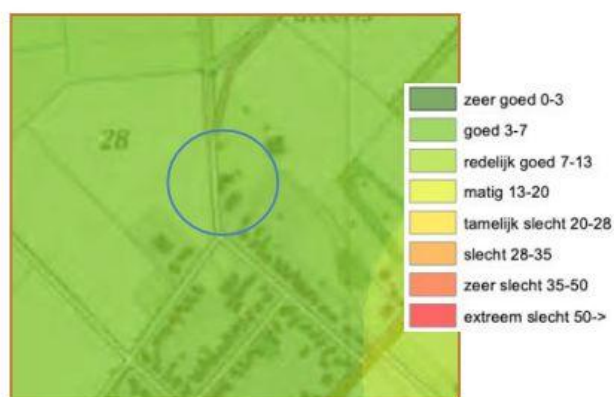 28
zeer goed 0-3
goed 3-7
redelijk goed 7-13
matig 13-20
tamelijk slecht 20-28
slecht 28-35
zeer slecht 35-50
extreem slecht 50->